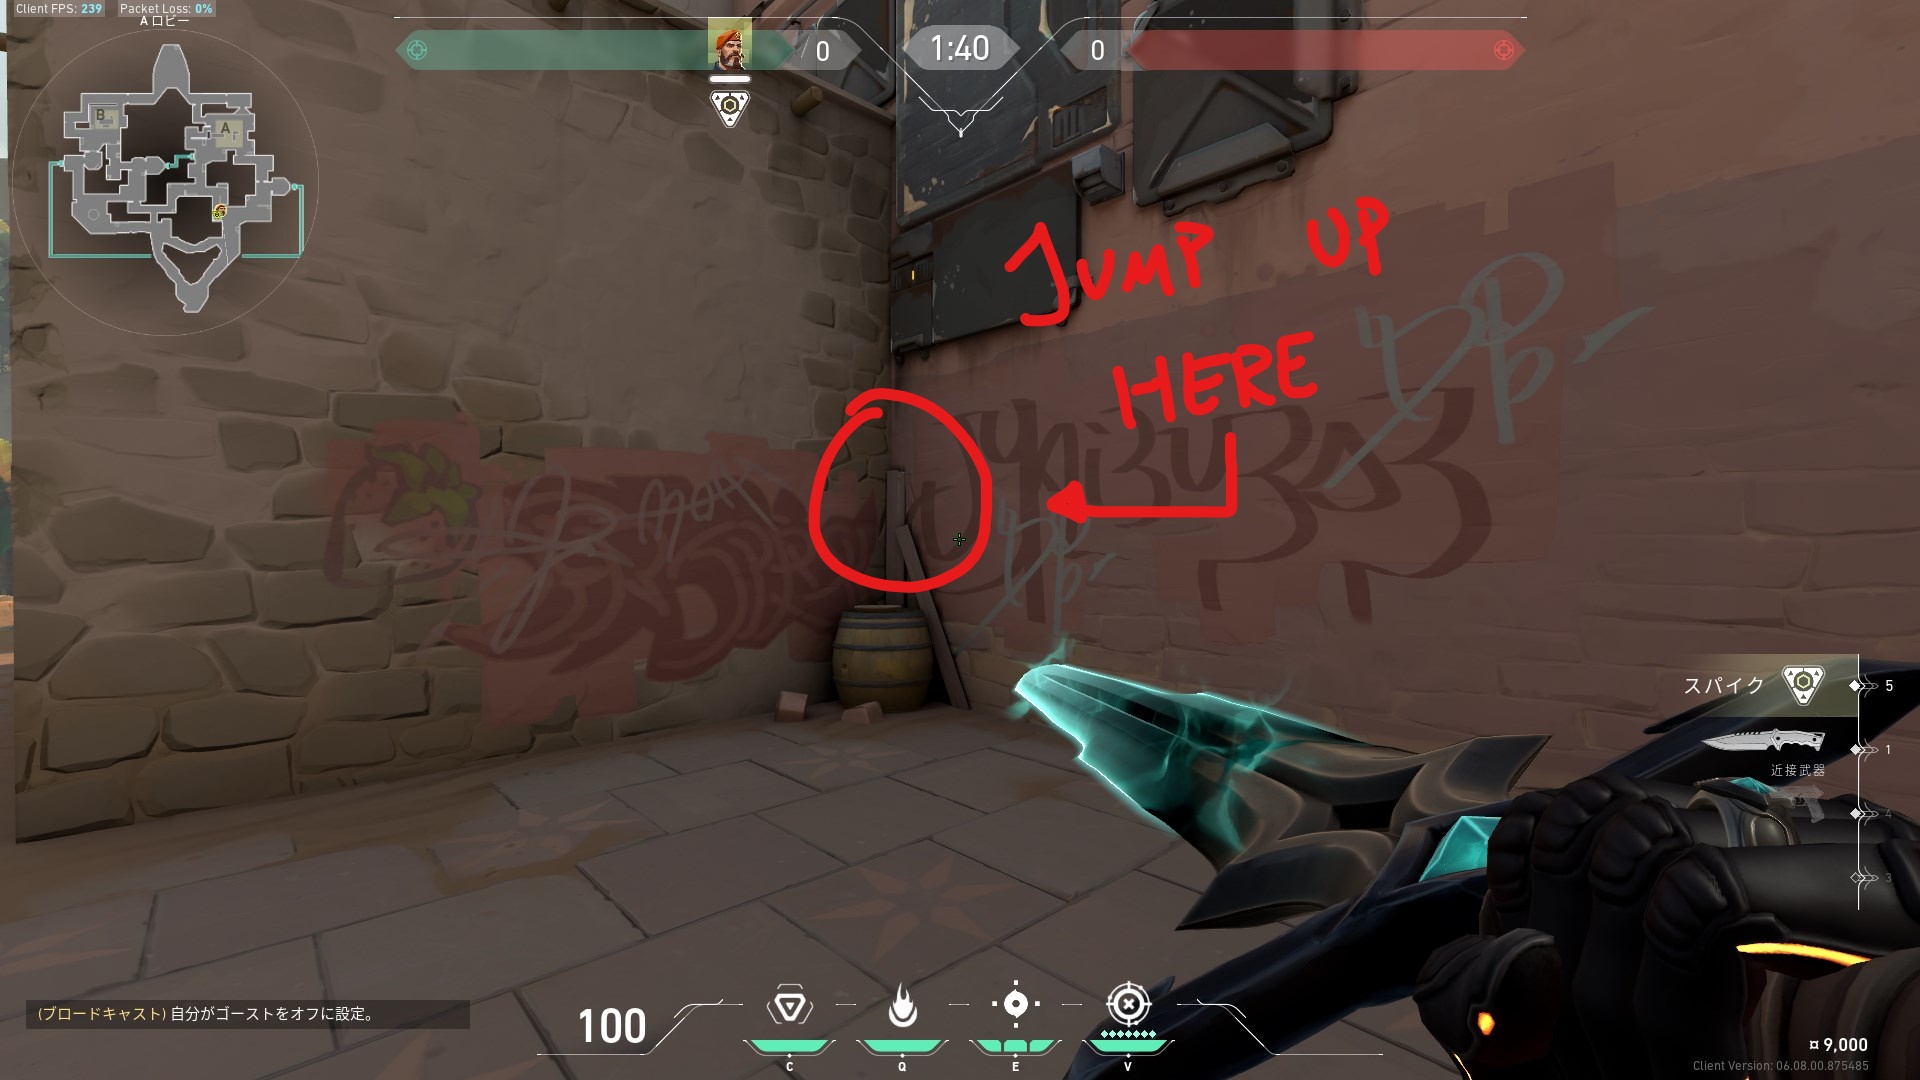 Client FPS: 239 Packet Loss: 0%
A ロビー
B
A
0
1:40
0
JUMP UP
HERE
スパイク
5
1
近接武器
4
3
(ブロードキャスト) 自分がゴーストをオフに設定。
100
C
Q
E
V
¤ 9,000
Client Version: 06.08.00.875485